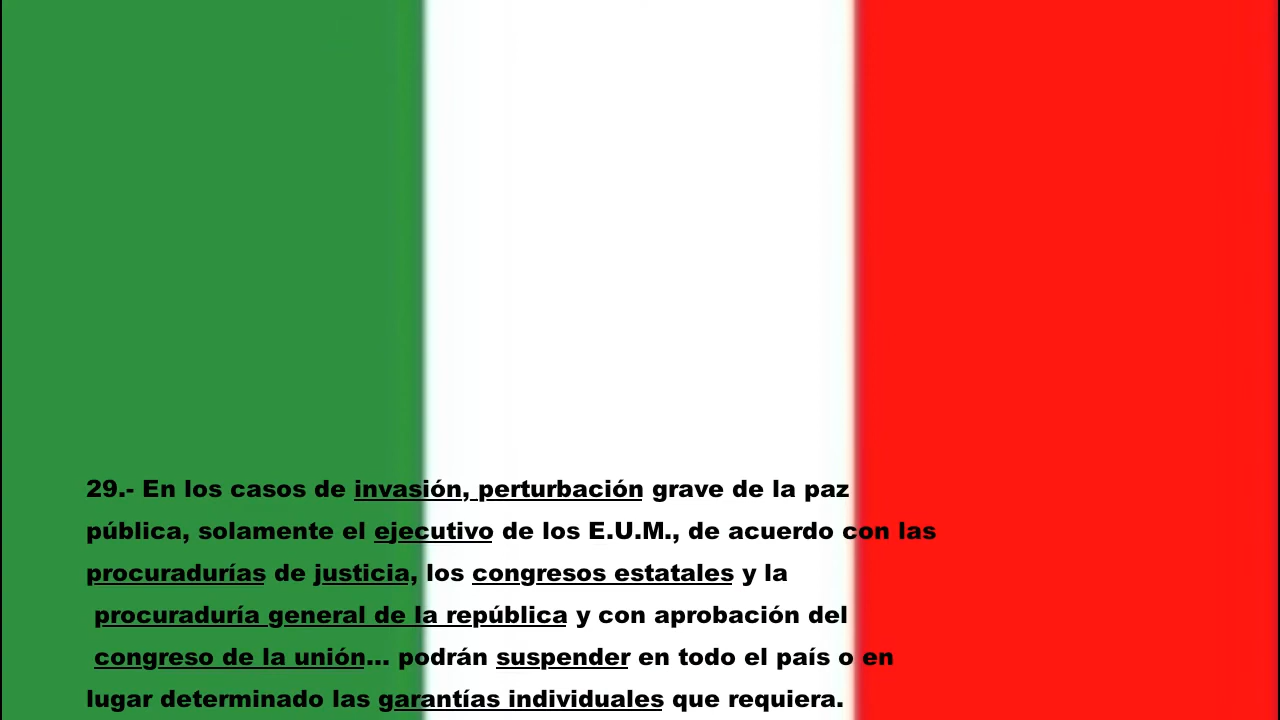 29.- En los casos de invasión, perturbación grave de la paz
pública, solamente el ejecutivo de los E.U.M., de acuerdo con las
procuradurías de justicia, los congresos estatales y la
procuraduría general de la república y con aprobación del
congreso de la unión... podrán suspender en todo el país o en
lugar determinado las garantías individuales que requiera.